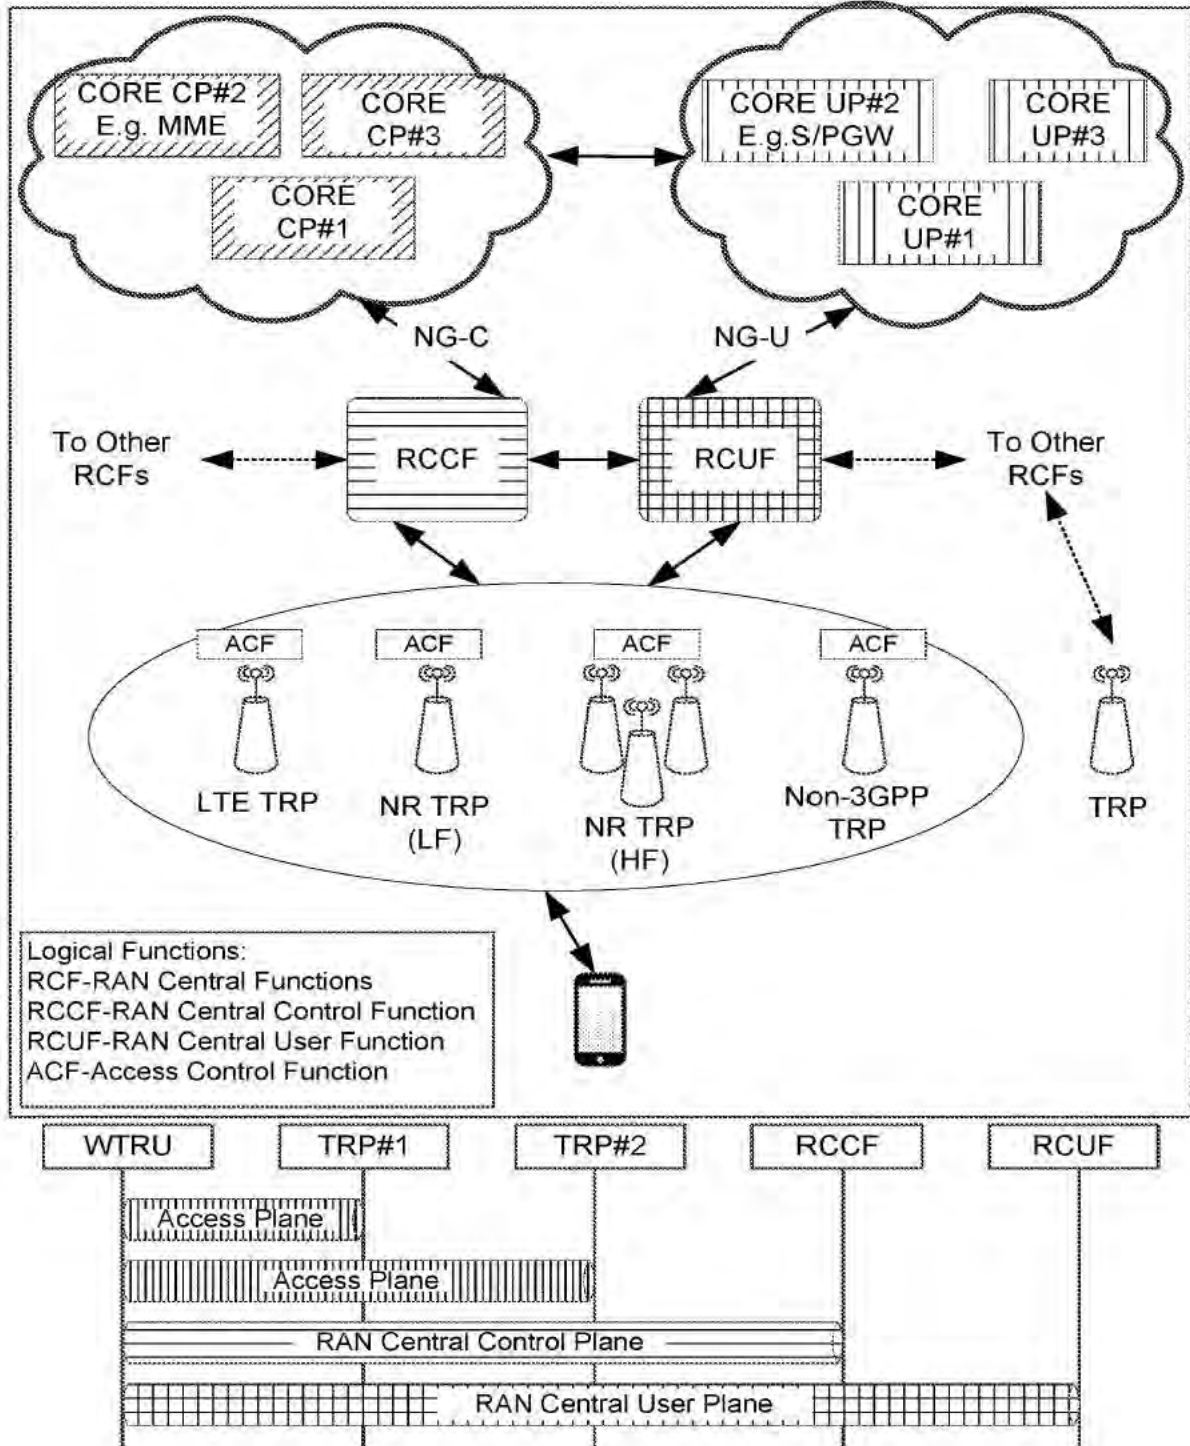 CORE CP#2
E.g. MME
CORE
CP#3
CORE
CP#1
CORE UP#2
E.g.S/PGW
CORE
UP#3
CORE
UP#1
NG-C
NG-U
To Other
RCFs
RCCF
RCUF
To Other
RCFs
ACF
ACF
ACF
ACF
LTE TRP
NR TRP
(LF)
NR TRP
(HF)
Non-3GPP
TRP
TRP
Logical Functions:
RCF-RAN Central Functions
RCCF-RAN Central Control Function
RCUF-RAN Central User Function
ACF-Access Control Function
WTRU
TRP#1
TRP#2
RCCF
RCUF
Access Plane
Access Plane
RAN Central Control Plane
RAN Central User Plane